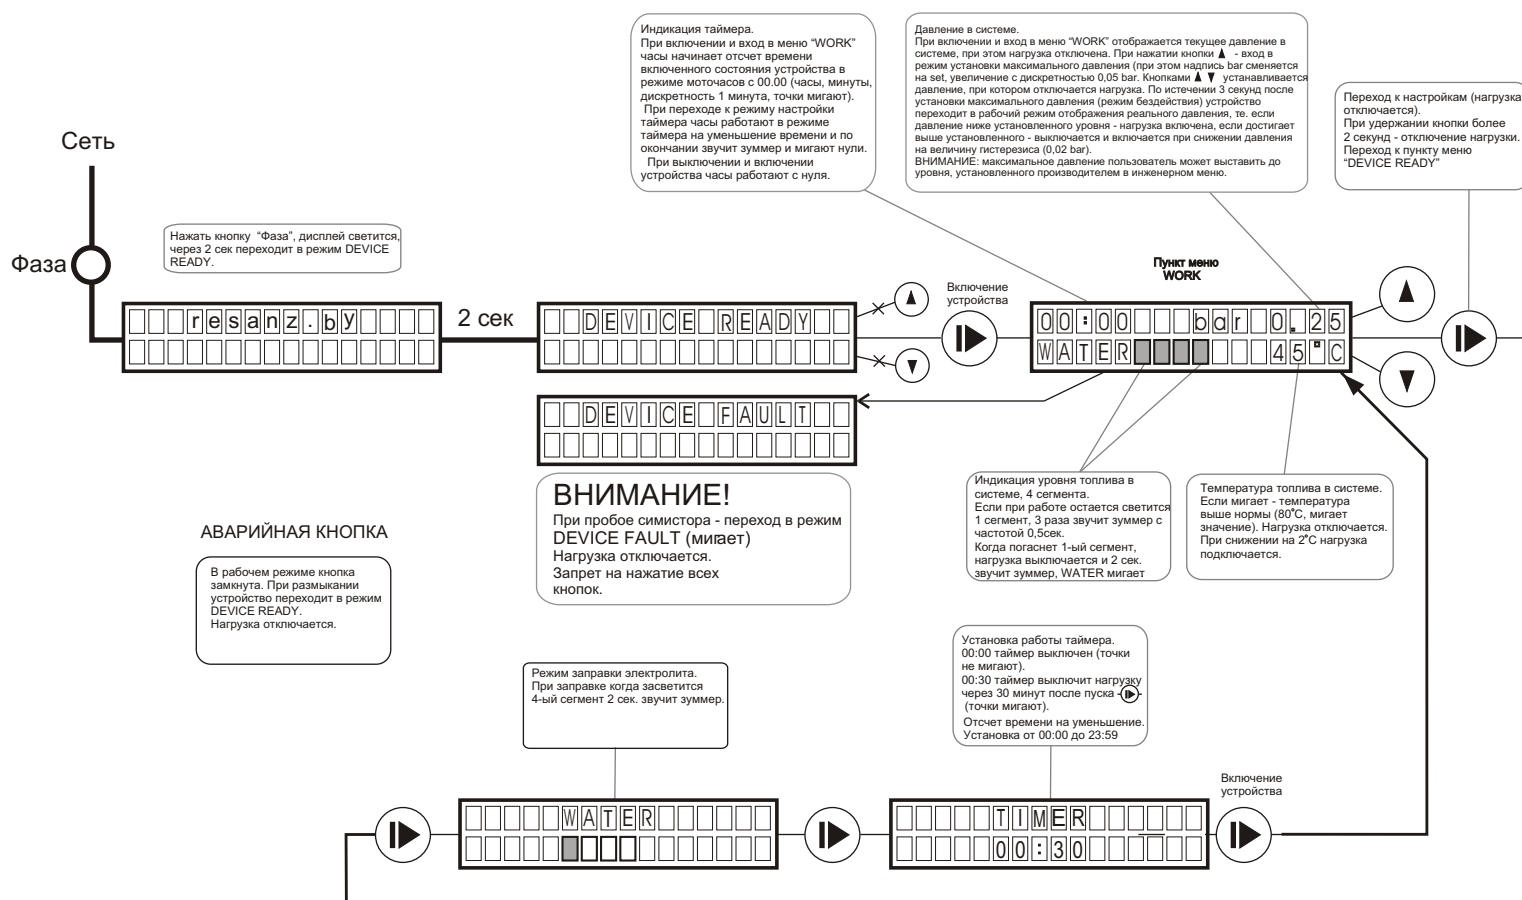 Индикация таймера.
При включении и вход в меню “WORK”
часы начинает отсчет времени
включенного состояния устройства в
режиме моточасов с 00.00 (часы, минуты,
дискретность 1 минута, точки мигают).
При переходе к режиму настройки
таймера часы работают в режиме
таймера на уменьшение времени и по
окончании звучит зуммер и мигают нули.
При выключении и включении
устройства часы работают с нуля.
Давление в системе.
При включении и вход в меню “WORK” отображается текущее давление в
системе, при этом нагрузка отключена. При нажатии кнопки ▲ - вход в
режим установки максимального давления (при этом надпись bar сменяется
на set, увеличение с дискретностью 0,05 bar. Кнопками ▲ ▼ устанавливается
давление, при котором отключается нагрузка. По истечении 3 секунд после
установки максимального давления (режим бездействия) устройство
переходит в рабочий режим отображения реального давления, те. если
давление ниже установленного уровня - нагрузка включена, если достигает
выше установленного - выключается и включается при снижении давления
на величину гистерезиса (0,02 bar).
ВНИМАНИЕ: максимальное давление пользователь может выставить до
уровня, установленного производителем в инженерном меню.
Переход к настройкам (нагрузка
отключается).
При удержании кнопки более
2 секунд - отключение нагрузки.
Переход к пункту меню
“DEVICE READY”
Сеть
Фаза
Нажать кнопку “Фаза”, дисплей светится,
через 2 сек переходит в режим DEVICE
READY.
resanz.by
2 сек
DEVICE READY
Включение
устройства
Пункт меню
WORK
00:00 bar 0.25
WATER 45°C
DEVICE FAULT
ВНИМАНИЕ!
При пробое симистора - переход в режим
DEVICE FAULT (мигает)
Нагрузка отключается.
Запрет на нажатие всех
кнопок.
Индикация уровня топлива в
системе, 4 сегмента.
Если при работе остается светится
1 сегмент, 3 раза звучит зуммер с
частотой 0,5сек.
Когда погаснет 1-ый сегмент,
нагрузка выключается и 2 сек.
звучит зуммер, WATER мигает
Температура топлива в системе.
Если мигает - температура
выше нормы (80°С, мигает
значение). Нагрузка отключается.
При снижении на 2°С нагрузка
подключается.
АВАРИЙНАЯ КНОПКА
В рабочем режиме кнопка
замкнута. При размыкании
устройство переходит в режим
DEVICE READY.
Нагрузка отключается.
Режим заправки электролита.
При заправке когда засветится
4-ый сегмент 2 сек. звучит зуммер.
Установка работы таймера.
00:00 таймер выключен (точки
не мигают).
00:30 таймер выключит нагрузку
через 30 минут после пуска -
(точки мигают).
Отсчет времени на уменьшение.
Установка от 00:00 до 23:59
WATER
TIMER
00:30
Включение
устройства